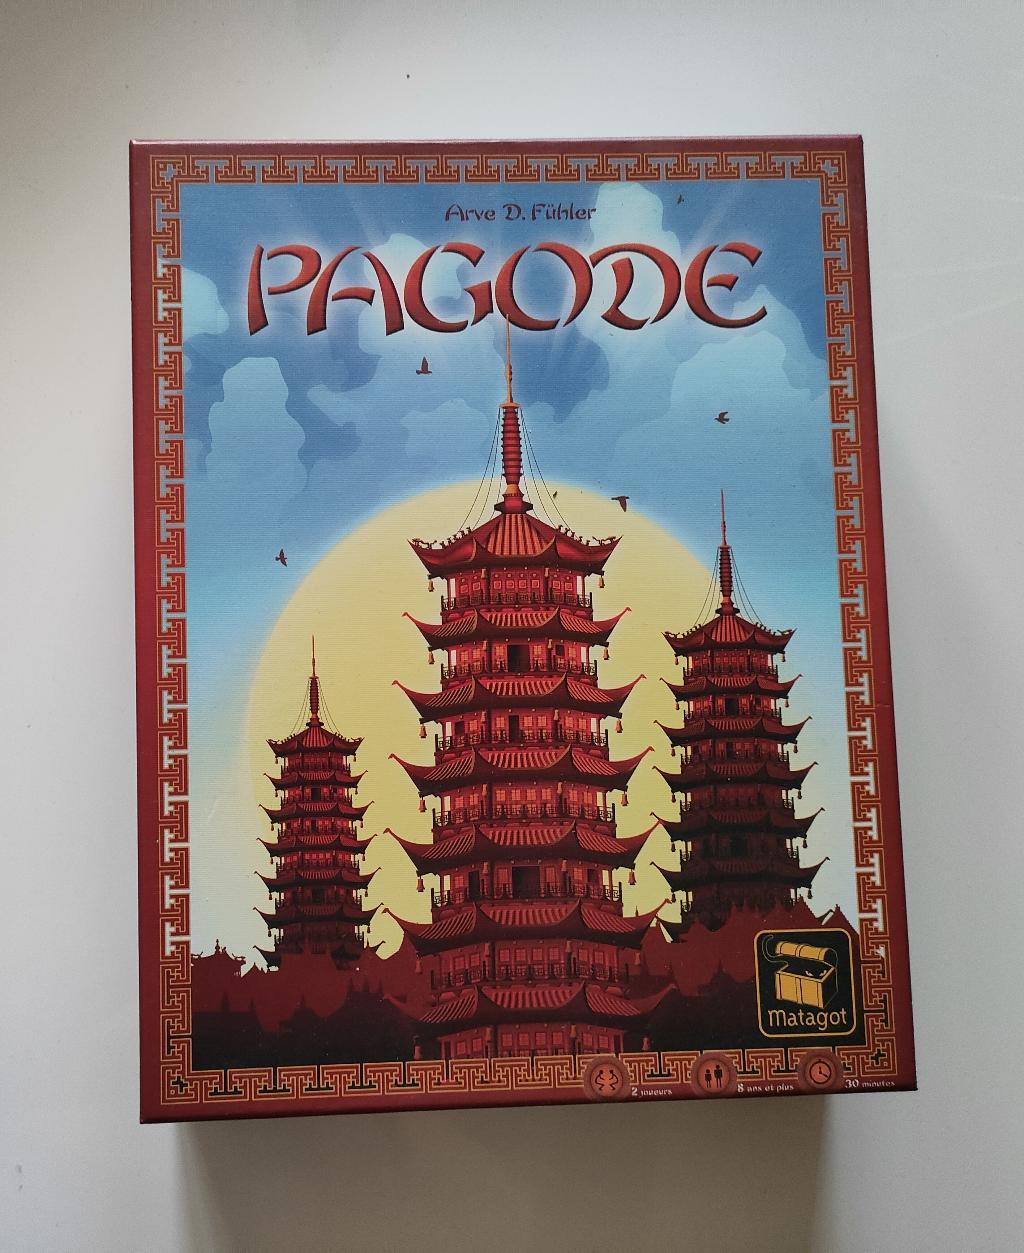 Arve D. Fühler
PAGODE
Matagot
2 joueurs
8 ans et plus
30 minutes